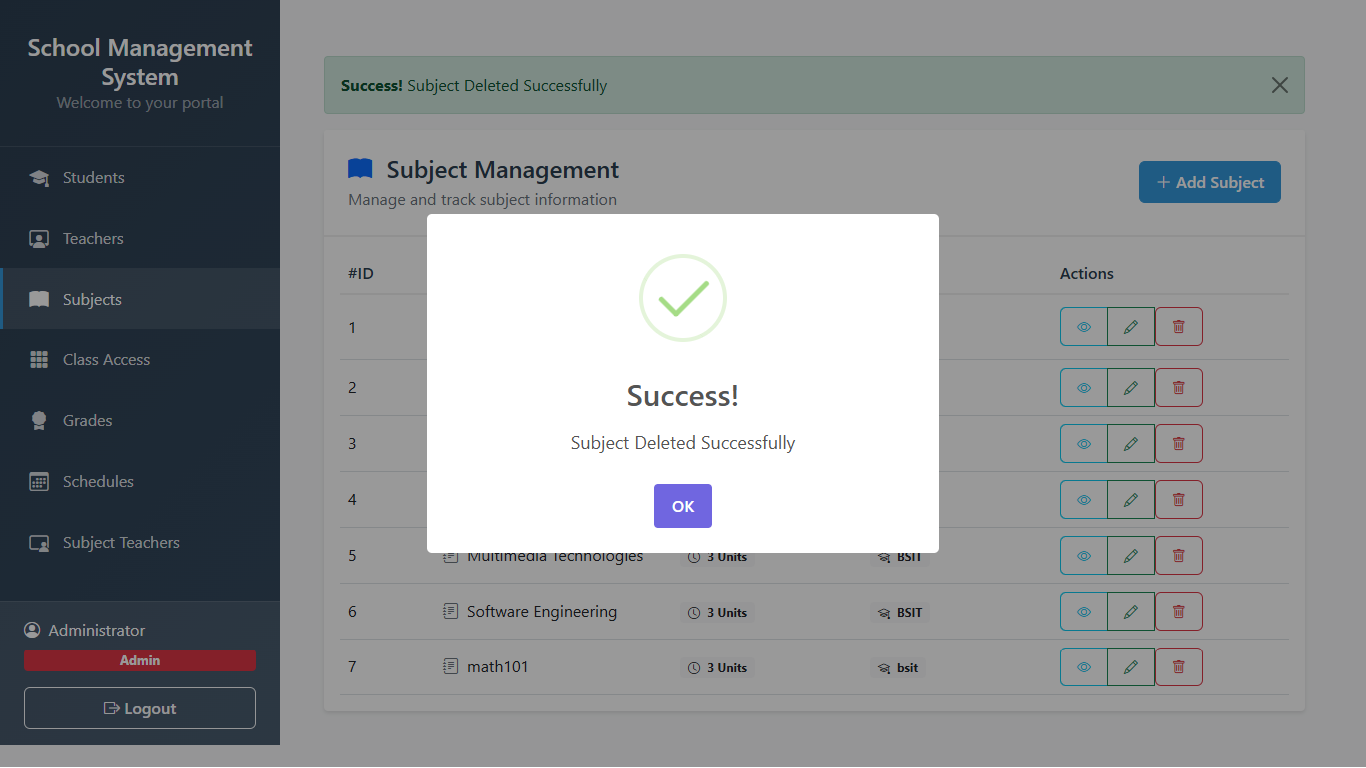 School Management
System
Welcome to your portal
Students
Teachers
Subjects
Class Access
Grades
Schedules
Subject Teachers
Administrator
Admin
Logout
Success! Subject Deleted Successfully
Subject Management
Manage and track subject information
+ Add Subject
#ID Actions
1
2
3
4
Success!
Subject Deleted Successfully
OK
5 Multimedia Technologies 3 Units BSIT
6 Software Engineering 3 Units BSIT
7 math101 3 Units bsit